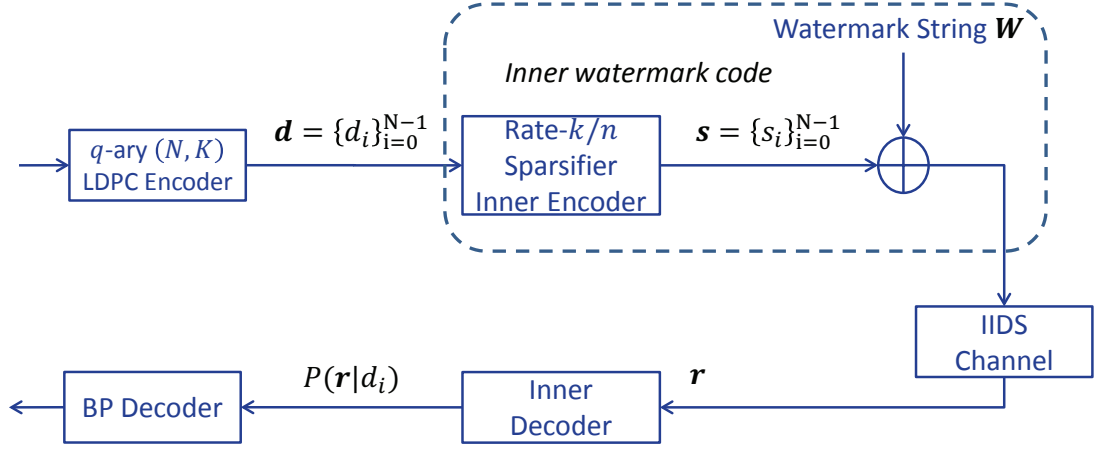 Watermark String W
Inner watermark code
q-ary (N, K)
LDPC Encoder
d = {d_i}_{i=0}^{N-1}
Rate-k/n
Sparsifier
Inner Encoder
s = {s_i}_{i=0}^{N-1}
IIDS
Channel
BP Decoder
P(r|d_i)
Inner
Decoder
r